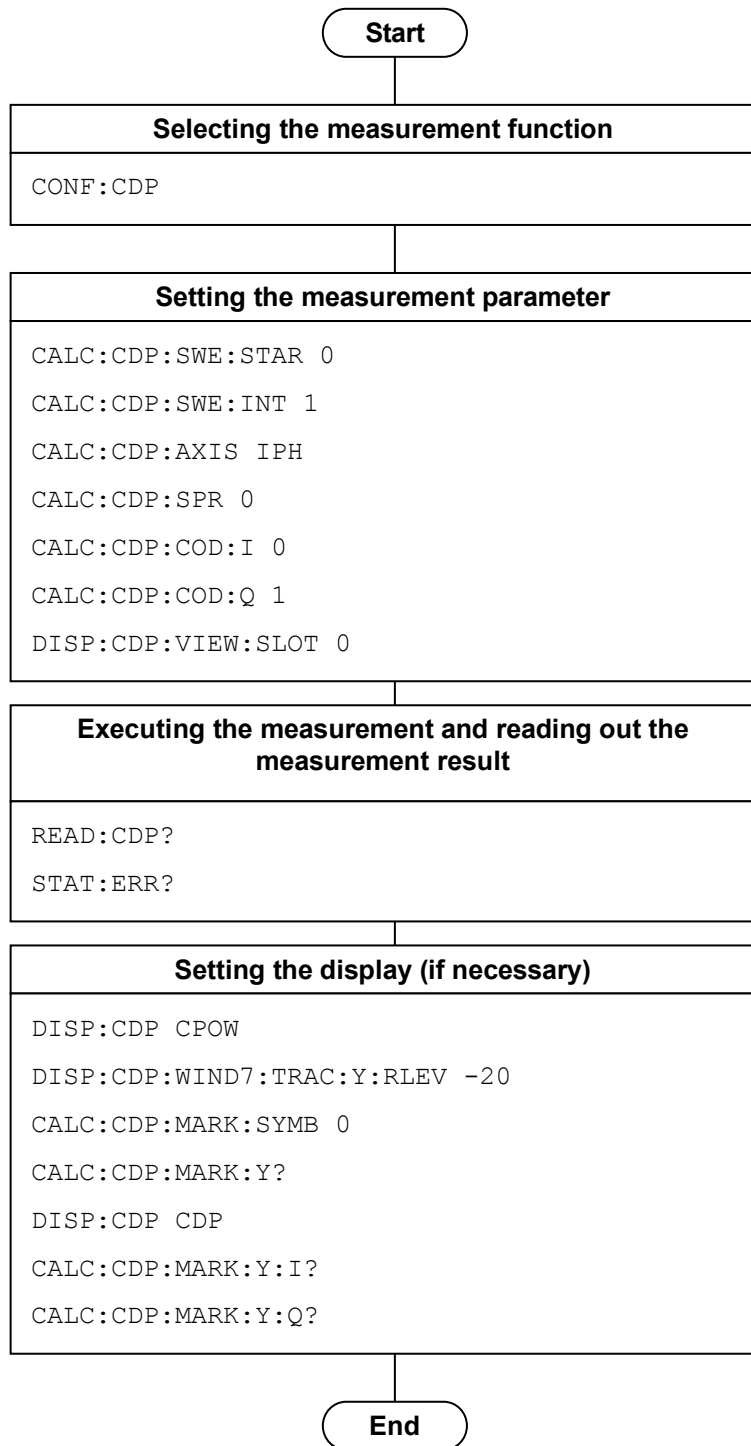 Start
Selecting the measurement function
CONF:CDP
Setting the measurement parameter
CALC:CDP:SWE:STAR 0
CALC:CDP:SWE:INT 1
CALC:CDP:AXIS IPH
CALC:CDP:SPR 0
CALC:CDP:COD:I 0
CALC:CDP:COD:Q 1
DISP:CDP:VIEW:SLOT 0
Executing the measurement and reading out the
measurement result
READ:CDP?
STAT:ERR?
Setting the display (if necessary)
DISP:CDP CPOW
DISP:CDP:WIND7:TRAC:Y:RLEV -20
CALC:CDP:MARK:SYMB 0
CALC:CDP:MARK:Y?
DISP:CDP CDP
CALC:CDP:MARK:Y:I?
CALC:CDP:MARK:Y:Q?
End